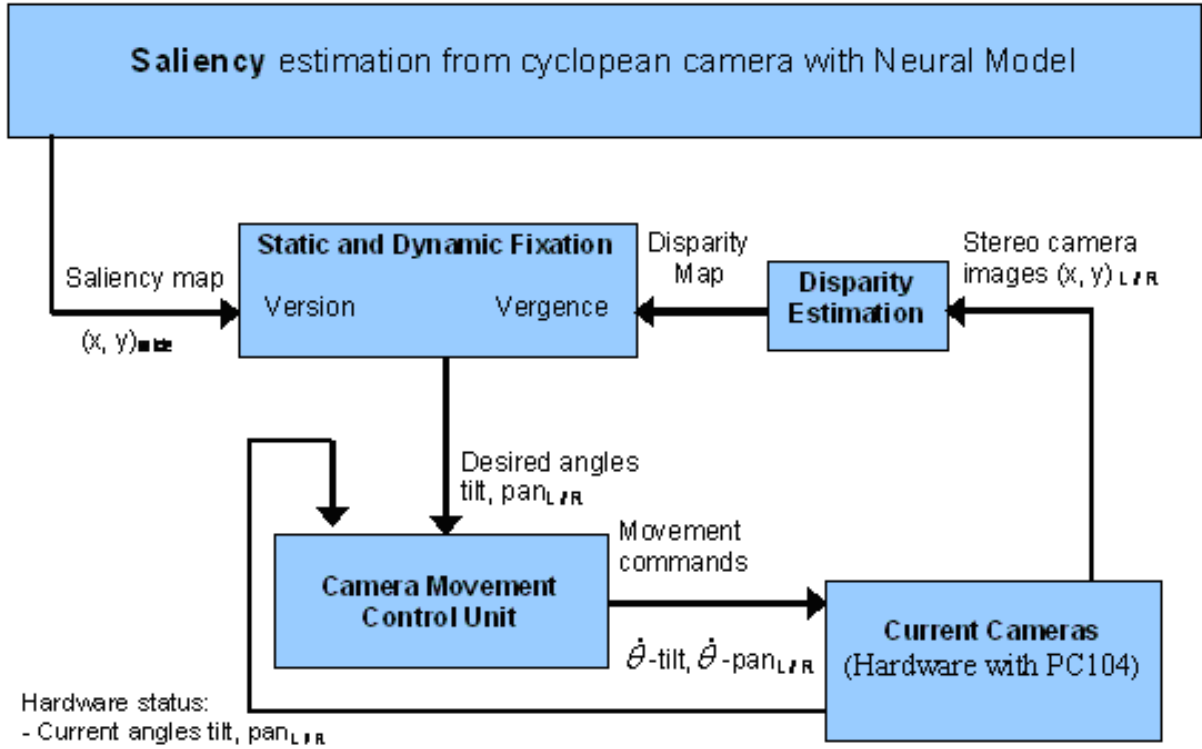 Saliency estimation from cyclopean camera with Neural Model
Static and Dynamic Fixation
Version Vergence
Saliency map
(x, y)
Disparity
Map
Disparity
Estimation
Stereo camera
images (x, y) L/R
Desired angles
tilt, pan L/R
Camera Movement
Control Unit
Movement
commands
θ̇-tilt, θ̇-pan L/R
Current Cameras
(Hardware with PC104)
Hardware status:
- Current angles tilt, pan L/R